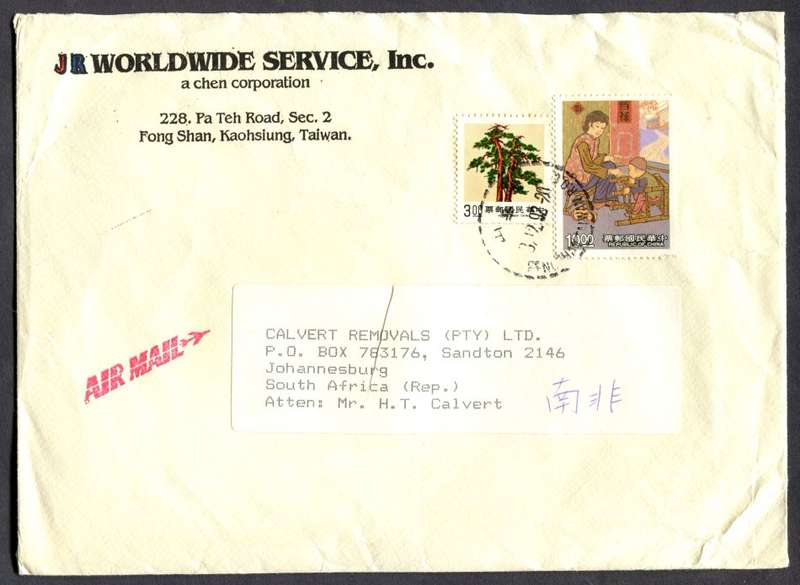 JR WORLDWIDE SERVICE, Inc.
a chen corporation
228. Pa Teh Road, Sec. 2
Fong Shan, Kaohsiung, Taiwan.
3.00 票郵國民華中
10.00 票郵國民華中
REPUBLIC OF CHINA
AIR MAIL
CALVERT REMOVALS (PTY) LTD.
P.O. BOX 783176, Sandton 2146
Johannesburg
South Africa (Rep.)
Atten: Mr. H.T. Calvert
南非